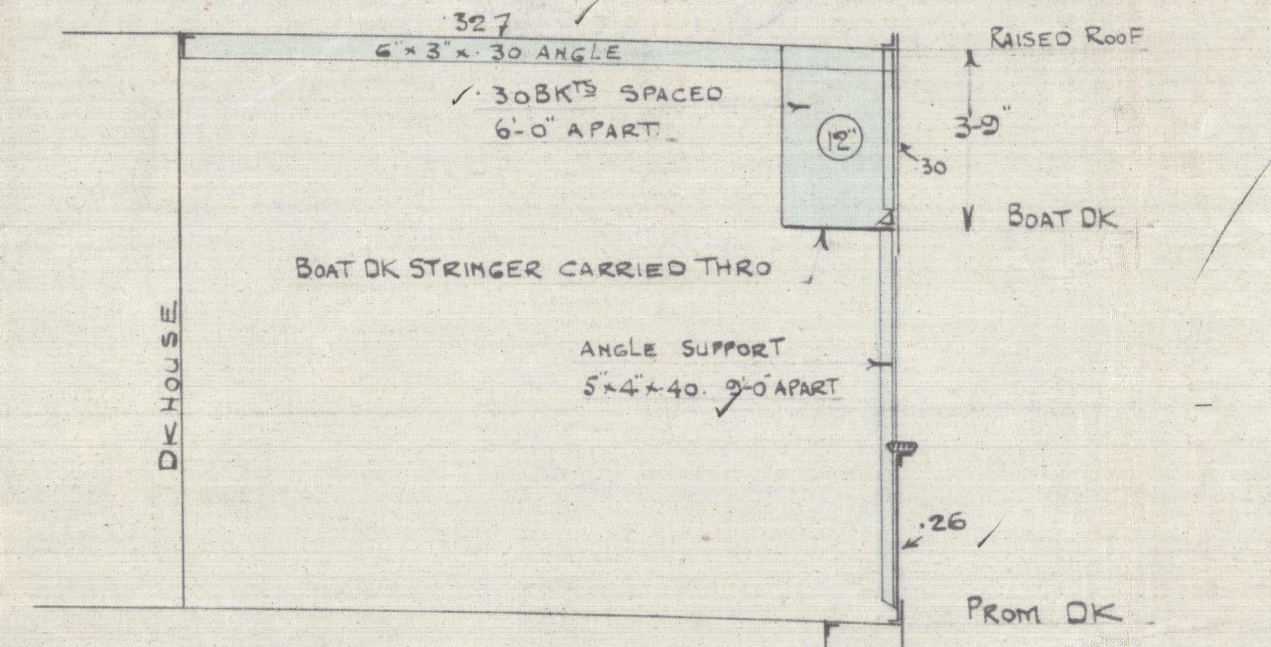 .327
6"x 3"x .30 ANGLE
RAISED ROOF
.30 BKTS SPACED
6'-0" APART
12"
3-9"
30
BOAT DK
BOAT DK STRINGER CARRIED THRO
DK HOUSE
ANGLE SUPPORT
5"x 4"x .40. 9'-0" APART
.26
PROM DK